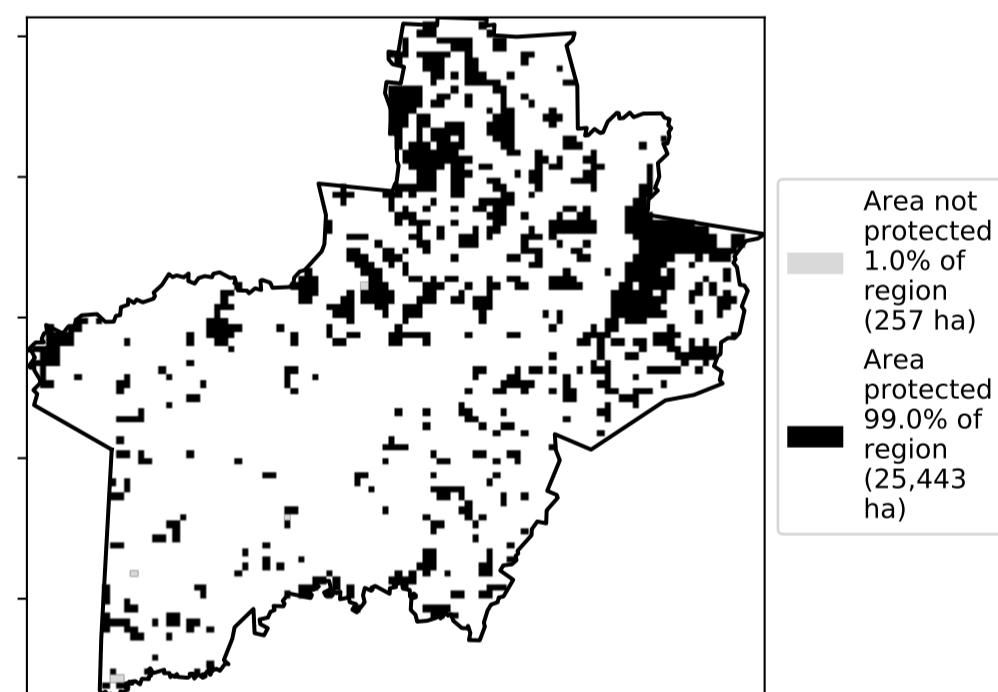 Area not
protected
1.0% of
region
(257 ha)
Area
protected
99.0% of
region
(25,443
ha)